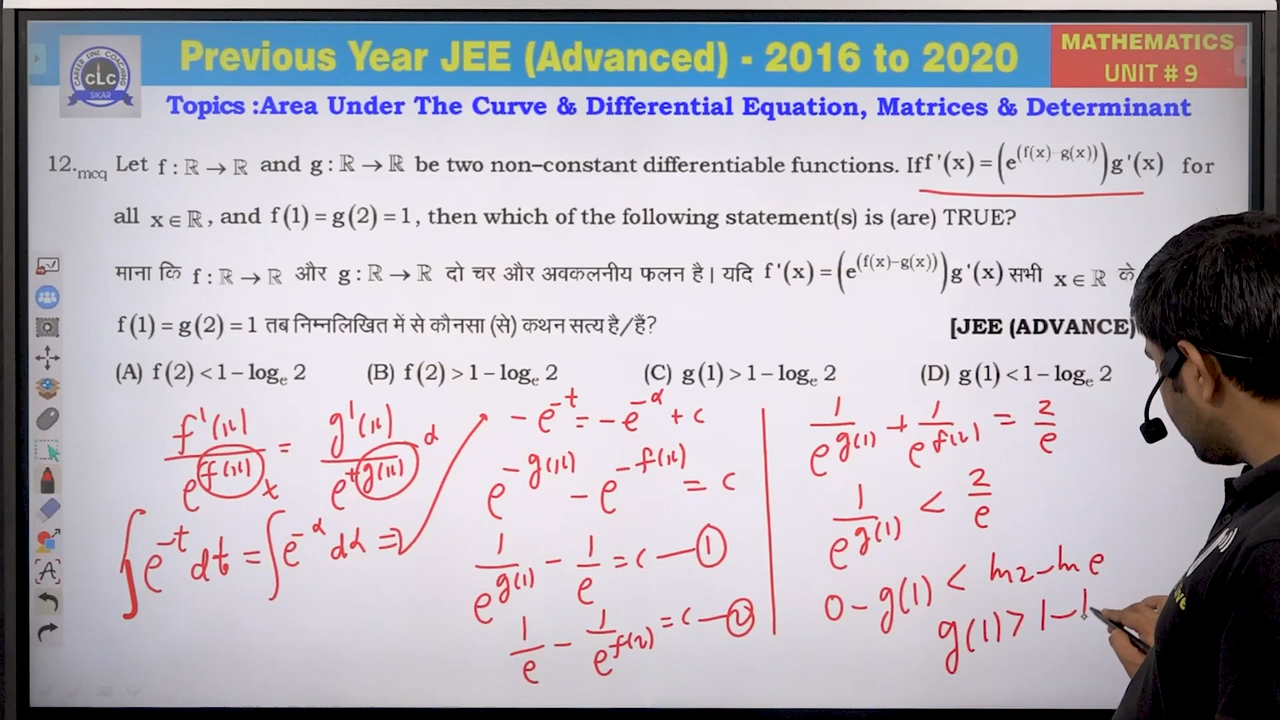 Previous Year JEE (Advanced) - 2016 to 2020
MATHEMATICS
UNIT # 9
CAREER LINE COACHING
CLC
SIKAR
Topics :Area Under The Curve & Differential Equation, Matrices & Determinant
12.mcq Let f : ℝ → ℝ and g : ℝ → ℝ be two non–constant differentiable functions. If f '(x) = (e^(f(x)–g(x))) g '(x) for
all x ∈ ℝ, and f(1) = g(2) = 1, then which of the following statement(s) is (are) TRUE?
माना कि f : ℝ → ℝ और g : ℝ → ℝ दो चर और अवकलनीय फलन है। यदि f '(x) = (e^(f(x)–g(x))) g '(x) सभी x ∈ ℝ के
f(1) = g(2) = 1 तब निम्नलिखित में से कौनसा (से) कथन सत्य है/हैं?
[JEE (ADVANCE)
(A) f(2) < 1 – logₑ 2 (B) f(2) > 1 – logₑ 2 (C) g(1) > 1 – logₑ 2 (D) g(1) < 1 – logₑ 2
f'(x)/e^f(x) = g'(x)/e^+g(x) α
t
∫ e^-t dt = ∫ e^-α dα ⇒
- e^-t = - e^-α + c
e^-g(x) - e^-f(x) = c
1/e^g(1) - 1/e = c — ①
1/e - 1/e^f(2) = c — ②
1/e^g(1) + 1/e^f(2) = 2/e
1/e^g(1) < 2/e
0 - g(1) < ln2 - ln e
g(1) > 1 - l